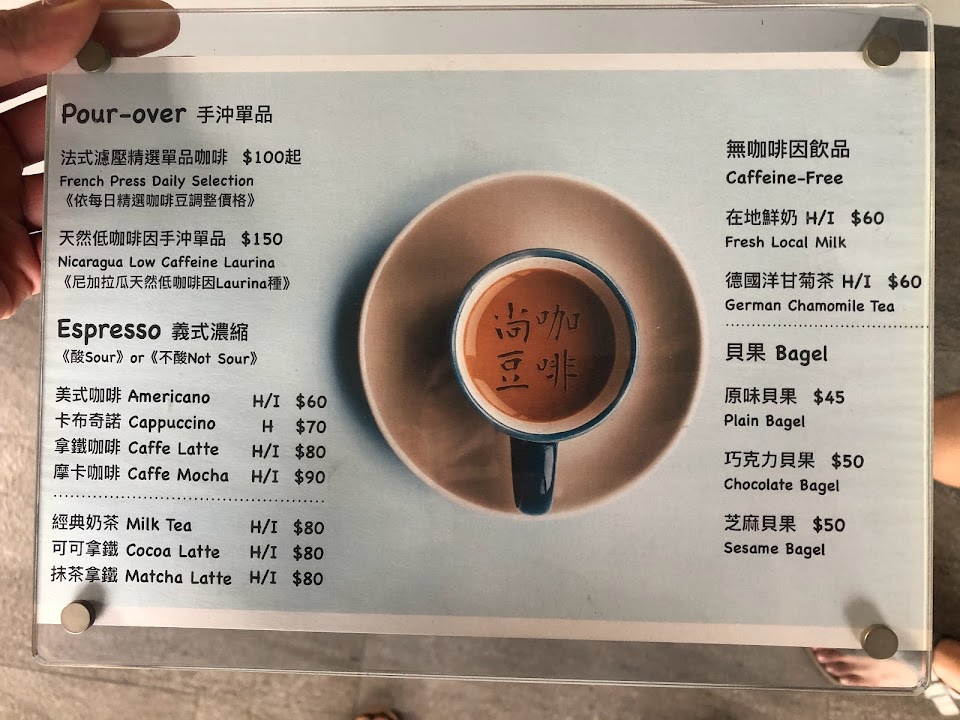 Pour-over 手沖單品
法式濾壓精選單品咖啡 $100起
French Press Daily Selection
《依每日精選咖啡豆調整價格》
天然低咖啡因手沖單品 $150
Nicaragua Low Caffeine Laurina
《尼加拉瓜天然低咖啡因Laurina種》
Espresso 義式濃縮
《酸Sour》or《不酸Not Sour》
美式咖啡 Americano H/I $60
卡布奇諾 Cappuccino H $70
拿鐵咖啡 Caffe Latte H/I $80
摩卡咖啡 Caffe Mocha H/I $90
經典奶茶 Milk Tea H/I $80
可可拿鐵 Cocoa Latte H/I $80
抹茶拿鐵 Matcha Latte H/I $80
尚咖
豆啡
無咖啡因飲品
Caffeine-Free
在地鮮奶 H/I $60
Fresh Local Milk
德國洋甘菊茶 H/I $60
German Chamomile Tea
貝果 Bagel
原味貝果 $45
Plain Bagel
巧克力貝果 $50
Chocolate Bagel
芝麻貝果 $50
Sesame Bagel